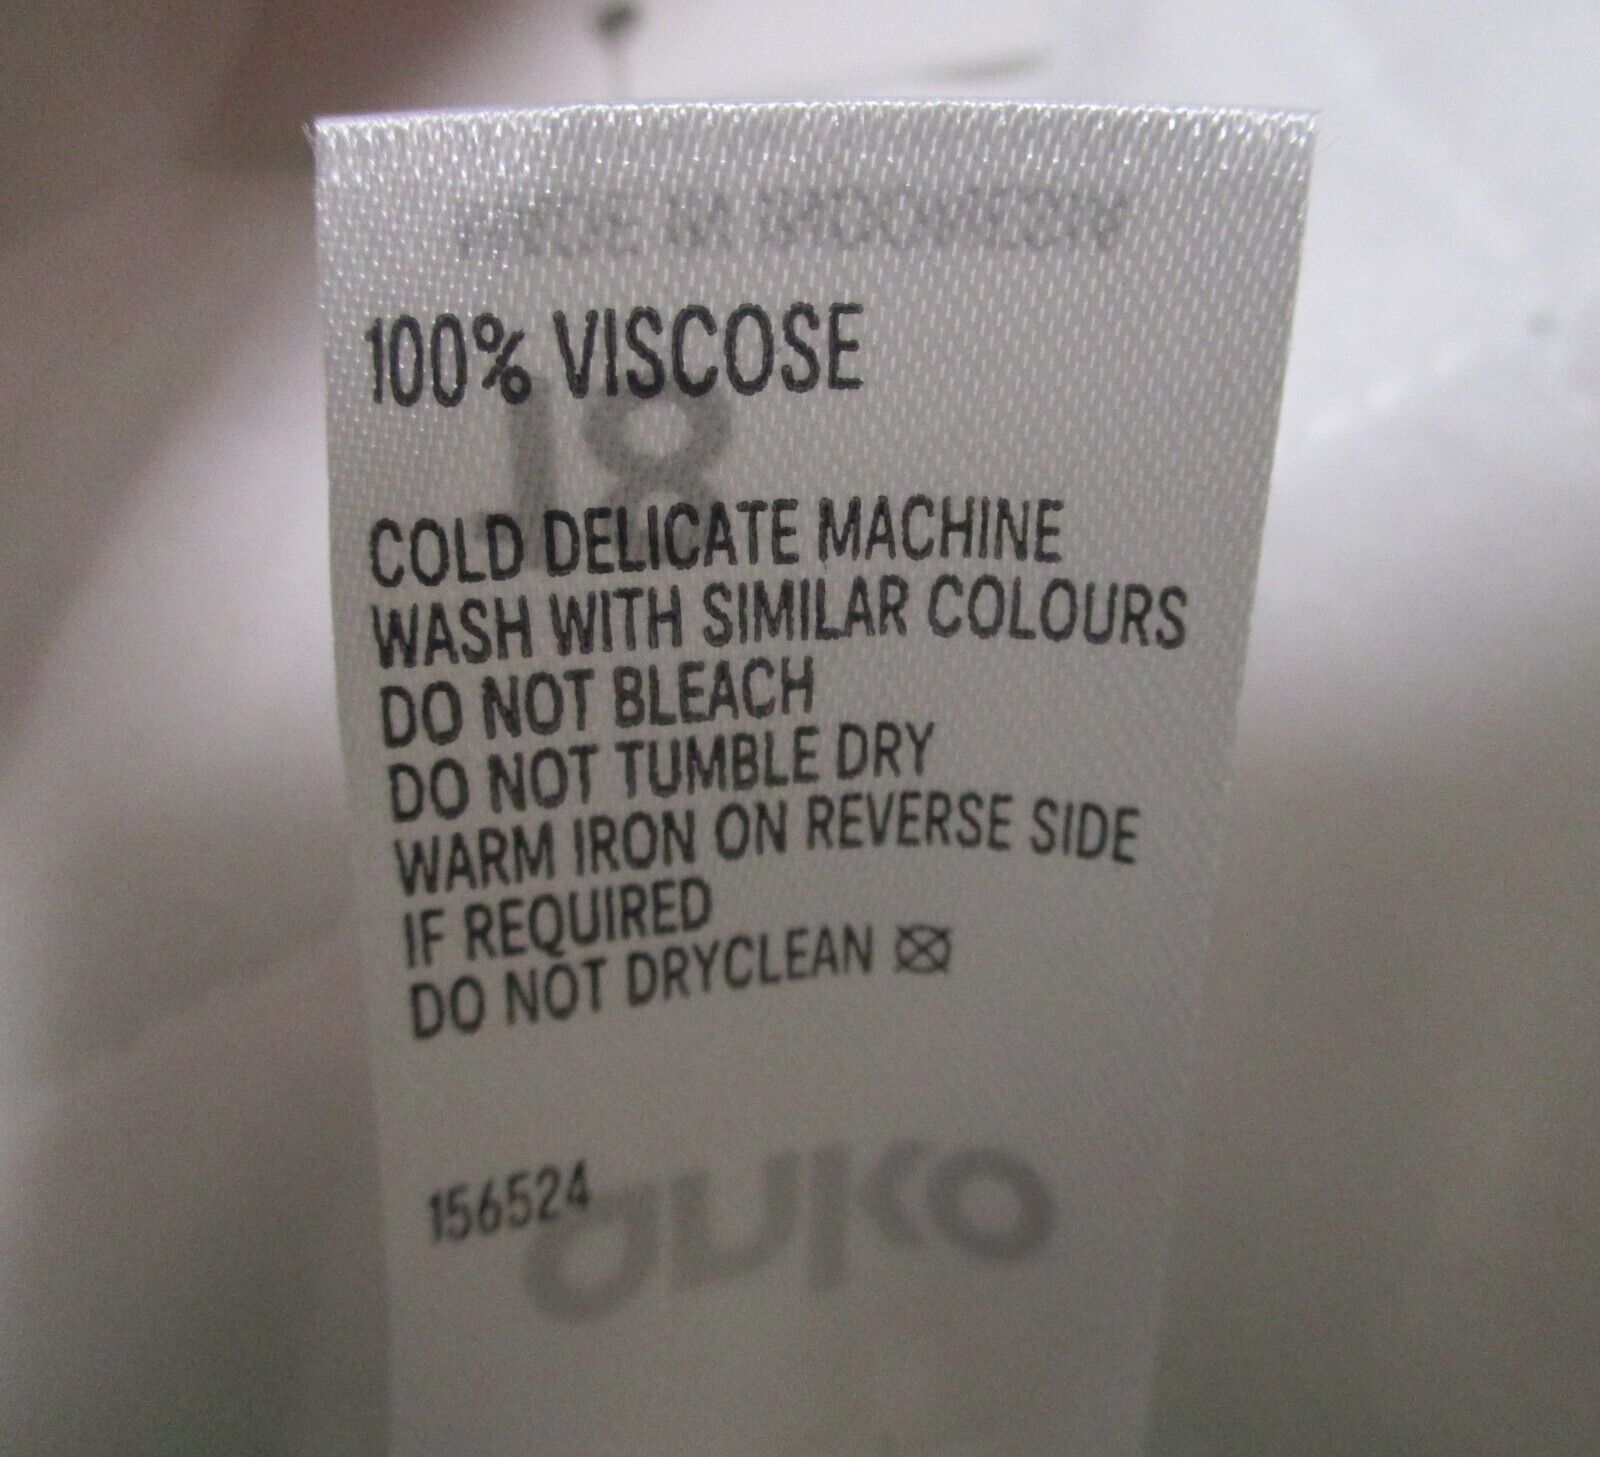 100% VISCOSE
18
COLD DELICATE MACHINE
WASH WITH SIMILAR COLOURS
DO NOT BLEACH
DO NOT TUMBLE DRY
WARM IRON ON REVERSE SIDE
IF REQUIRED
DO NOT DRYCLEAN
156524